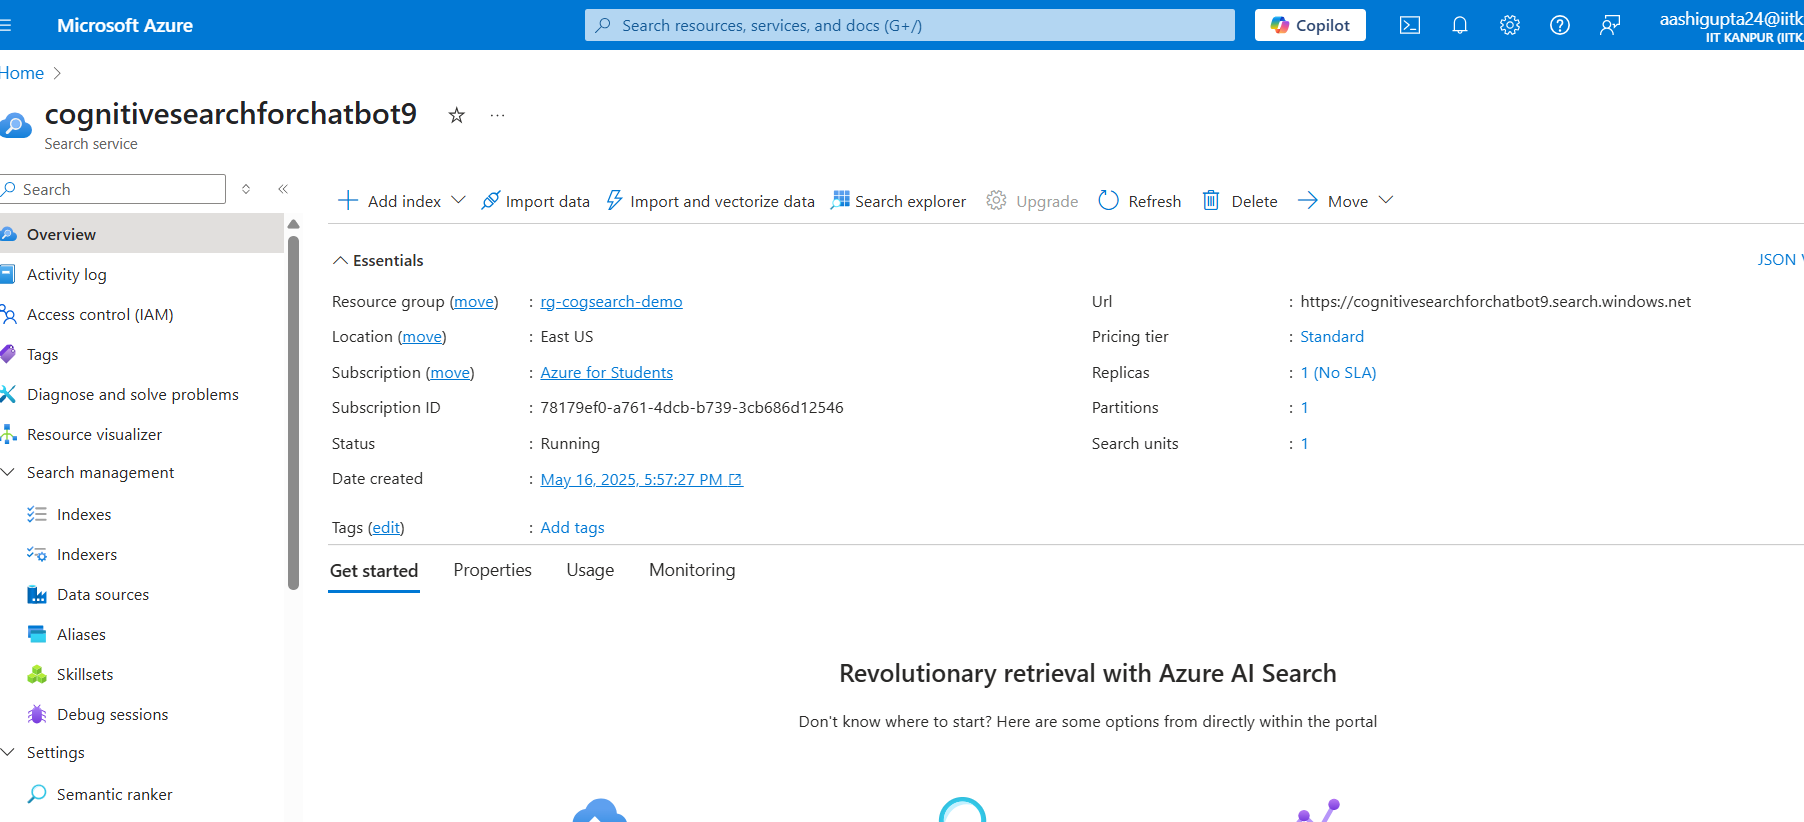 Microsoft Azure
Search resources, services, and docs (G+/)
Copilot
aashigupta24@iitk
IIT KANPUR (IITK
Home
cognitivesearchforchatbot9
Search service
Search
Add index
Import data
Import and vectorize data
Search explorer
Upgrade
Refresh
Delete
Move
Overview
Activity log
Access control (IAM)
Tags
Diagnose and solve problems
Resource visualizer
Search management
Indexes
Indexers
Data sources
Aliases
Skillsets
Debug sessions
Settings
Semantic ranker
Essentials
JSON
Resource group (move) : rg-cogsearch-demo
Location (move) : East US
Subscription (move) : Azure for Students
Subscription ID : 78179ef0-a761-4dcb-b739-3cb686d12546
Status : Running
Date created : May 16, 2025, 5:57:27 PM
Tags (edit) : Add tags
Url : https://cognitivesearchforchatbot9.search.windows.net
Pricing tier : Standard
Replicas : 1 (No SLA)
Partitions : 1
Search units : 1
Get started
Properties
Usage
Monitoring
Revolutionary retrieval with Azure AI Search
Don't know where to start? Here are some options from directly within the portal